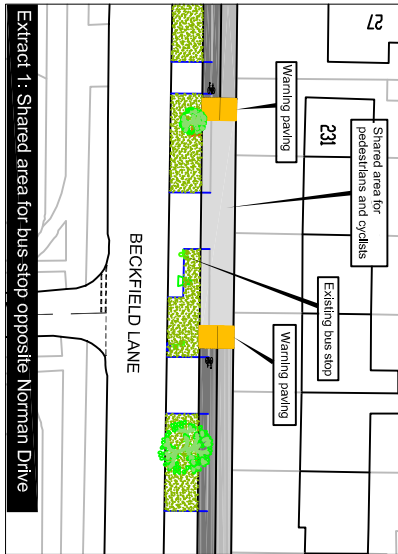 27
231
Warning paving
Shared area for
pedestrians and cyclists
Existing bus stop
Warning paving
BECKFIELD LANE
Extract 1: Shared area for bus stop opposite Norman Drive